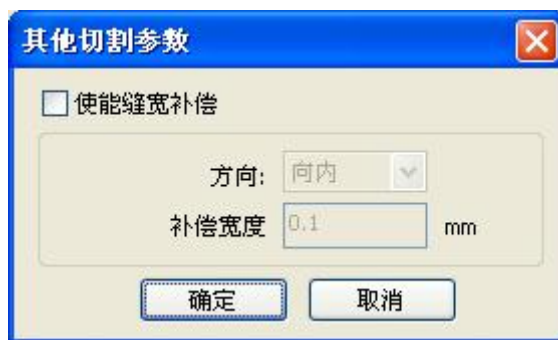 其他切割参数
使能缝宽补偿
方向: 向内
补偿宽度 0.1 mm
确定 取消